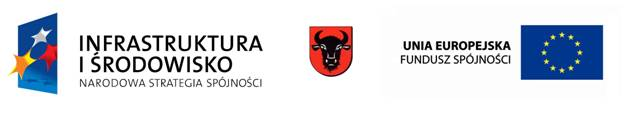 INFRASTRUKTURA
I ŚRODOWISKO
NARODOWA STRATEGIA SPÓJNOŚCI
UNIA EUROPEJSKA
FUNDUSZ SPÓJNOŚCI